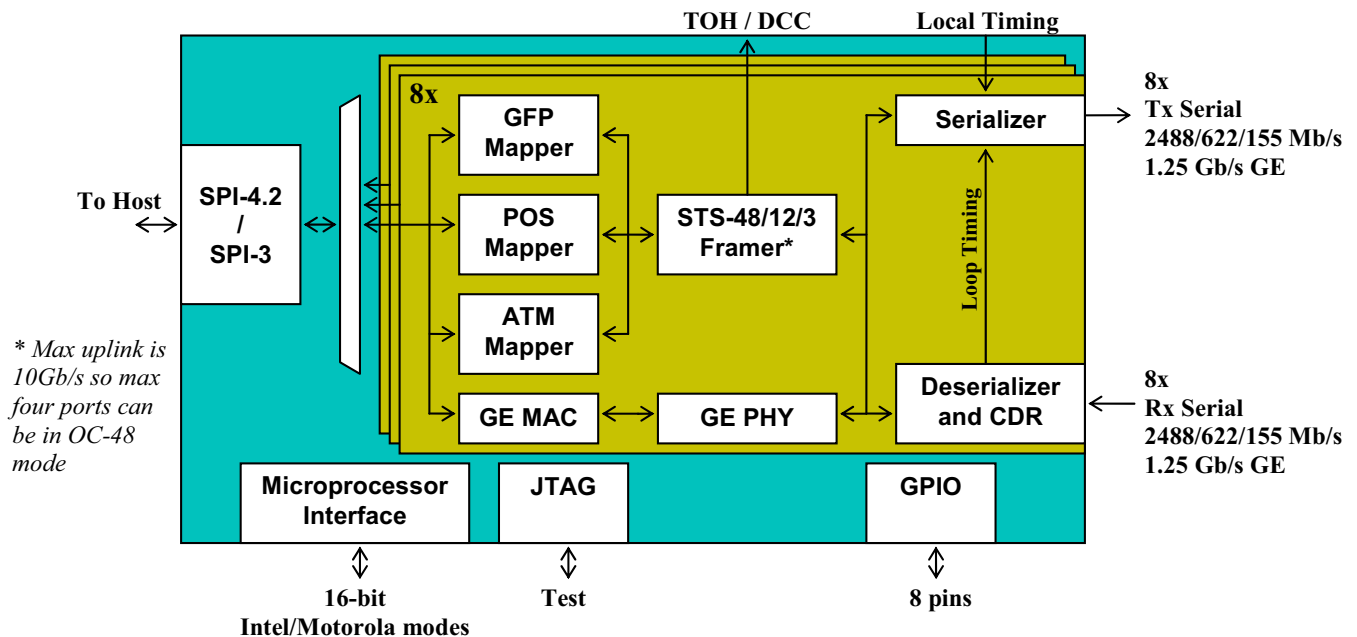 TOH / DCC
Local Timing
8x
GFP
Mapper
Serializer
8x
Tx Serial
2488/622/155 Mb/s
1.25 Gb/s GE
To Host
SPI-4.2
/
SPI-3
POS
Mapper
STS-48/12/3
Framer*
Loop Timing
ATM
Mapper
* Max uplink is
10Gb/s so max
four ports can
be in OC-48
mode
GE MAC
GE PHY
Deserializer
and CDR
8x
Rx Serial
2488/622/155 Mb/s
1.25 Gb/s GE
Microprocessor
Interface
JTAG
GPIO
16-bit
Intel/Motorola modes
Test
8 pins